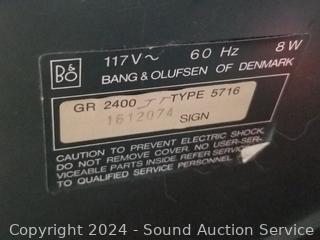 B&O
117V~ 60 Hz 8W
BANG & OLUFSEN OF DENMARK
GR 2400 TYPE 5716
1612074 SIGN
CAUTION TO PREVENT ELECTRIC SHOCK,
DO NOT REMOVE COVER. NO USER-SER-
VICEABLE PARTS INSIDE. REFER SERVICING
TO QUALIFIED SERVICE PERSONNEL
Copyright 2024 - Sound Auction Service